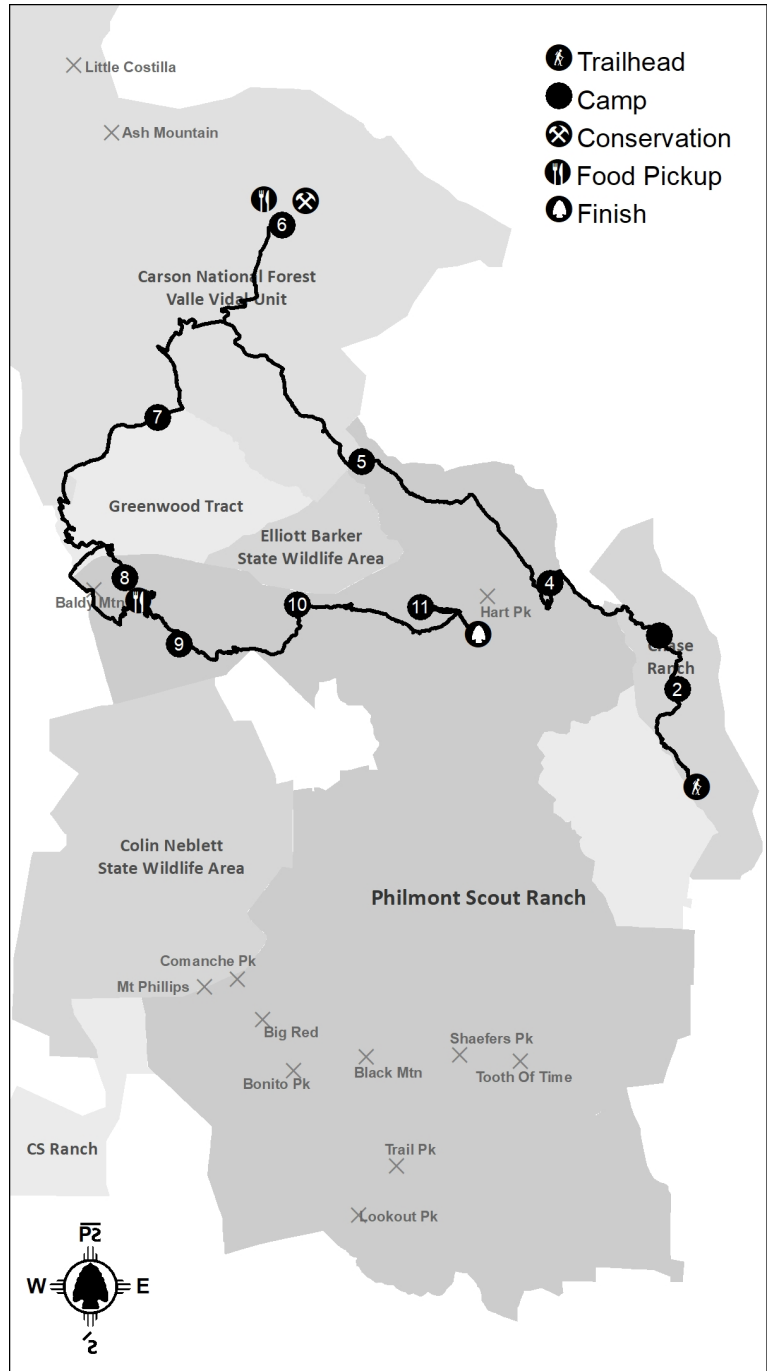 Little Costilla
Trailhead
Camp
Ash Mountain
Conservation
Food Pickup
Finish
6
Carson National Forest
Valle Vidal Unit
7
5
Greenwood Tract
Elliott Barker
State Wildlife Area
8
4
Baldy Mtn
10
11
Hart Pk
9
Chase
Ranch
2
Colin Neblett
State Wildlife Area
Philmont Scout Ranch
Comanche Pk
Mt Phillips
Big Red
Shaefers Pk
Black Mtn
Tooth Of Time
Bonito Pk
CS Ranch
Trail Pk
Lookout Pk
W
E